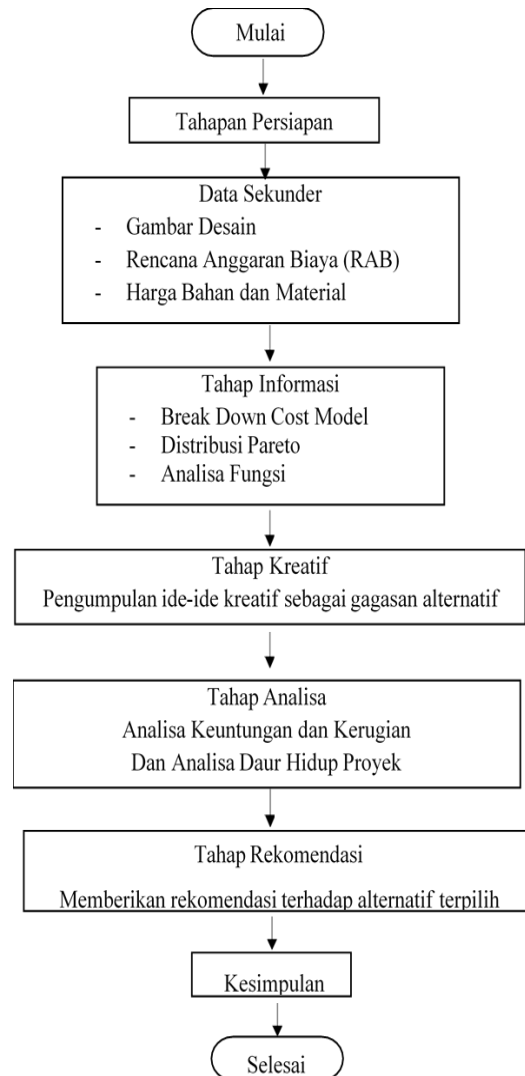 Mulai
Tahapan Persiapan
Data Sekunder
- Gambar Desain
- Rencana Anggaran Biaya (RAB)
- Harga Bahan dan Material
Tahap Informasi
- Break Down Cost Model
- Distribusi Pareto
- Analisa Fungsi
Tahap Kreatif
Pengumpulan ide-ide kreatif sebagai gagasan alternatif
Tahap Analisa
Analisa Keuntungan dan Kerugian
Dan Analisa Daur Hidup Proyek
Tahap Rekomendasi
Memberikan rekomendasi terhadap alternatif terpilih
Kesimpulan
Selesai